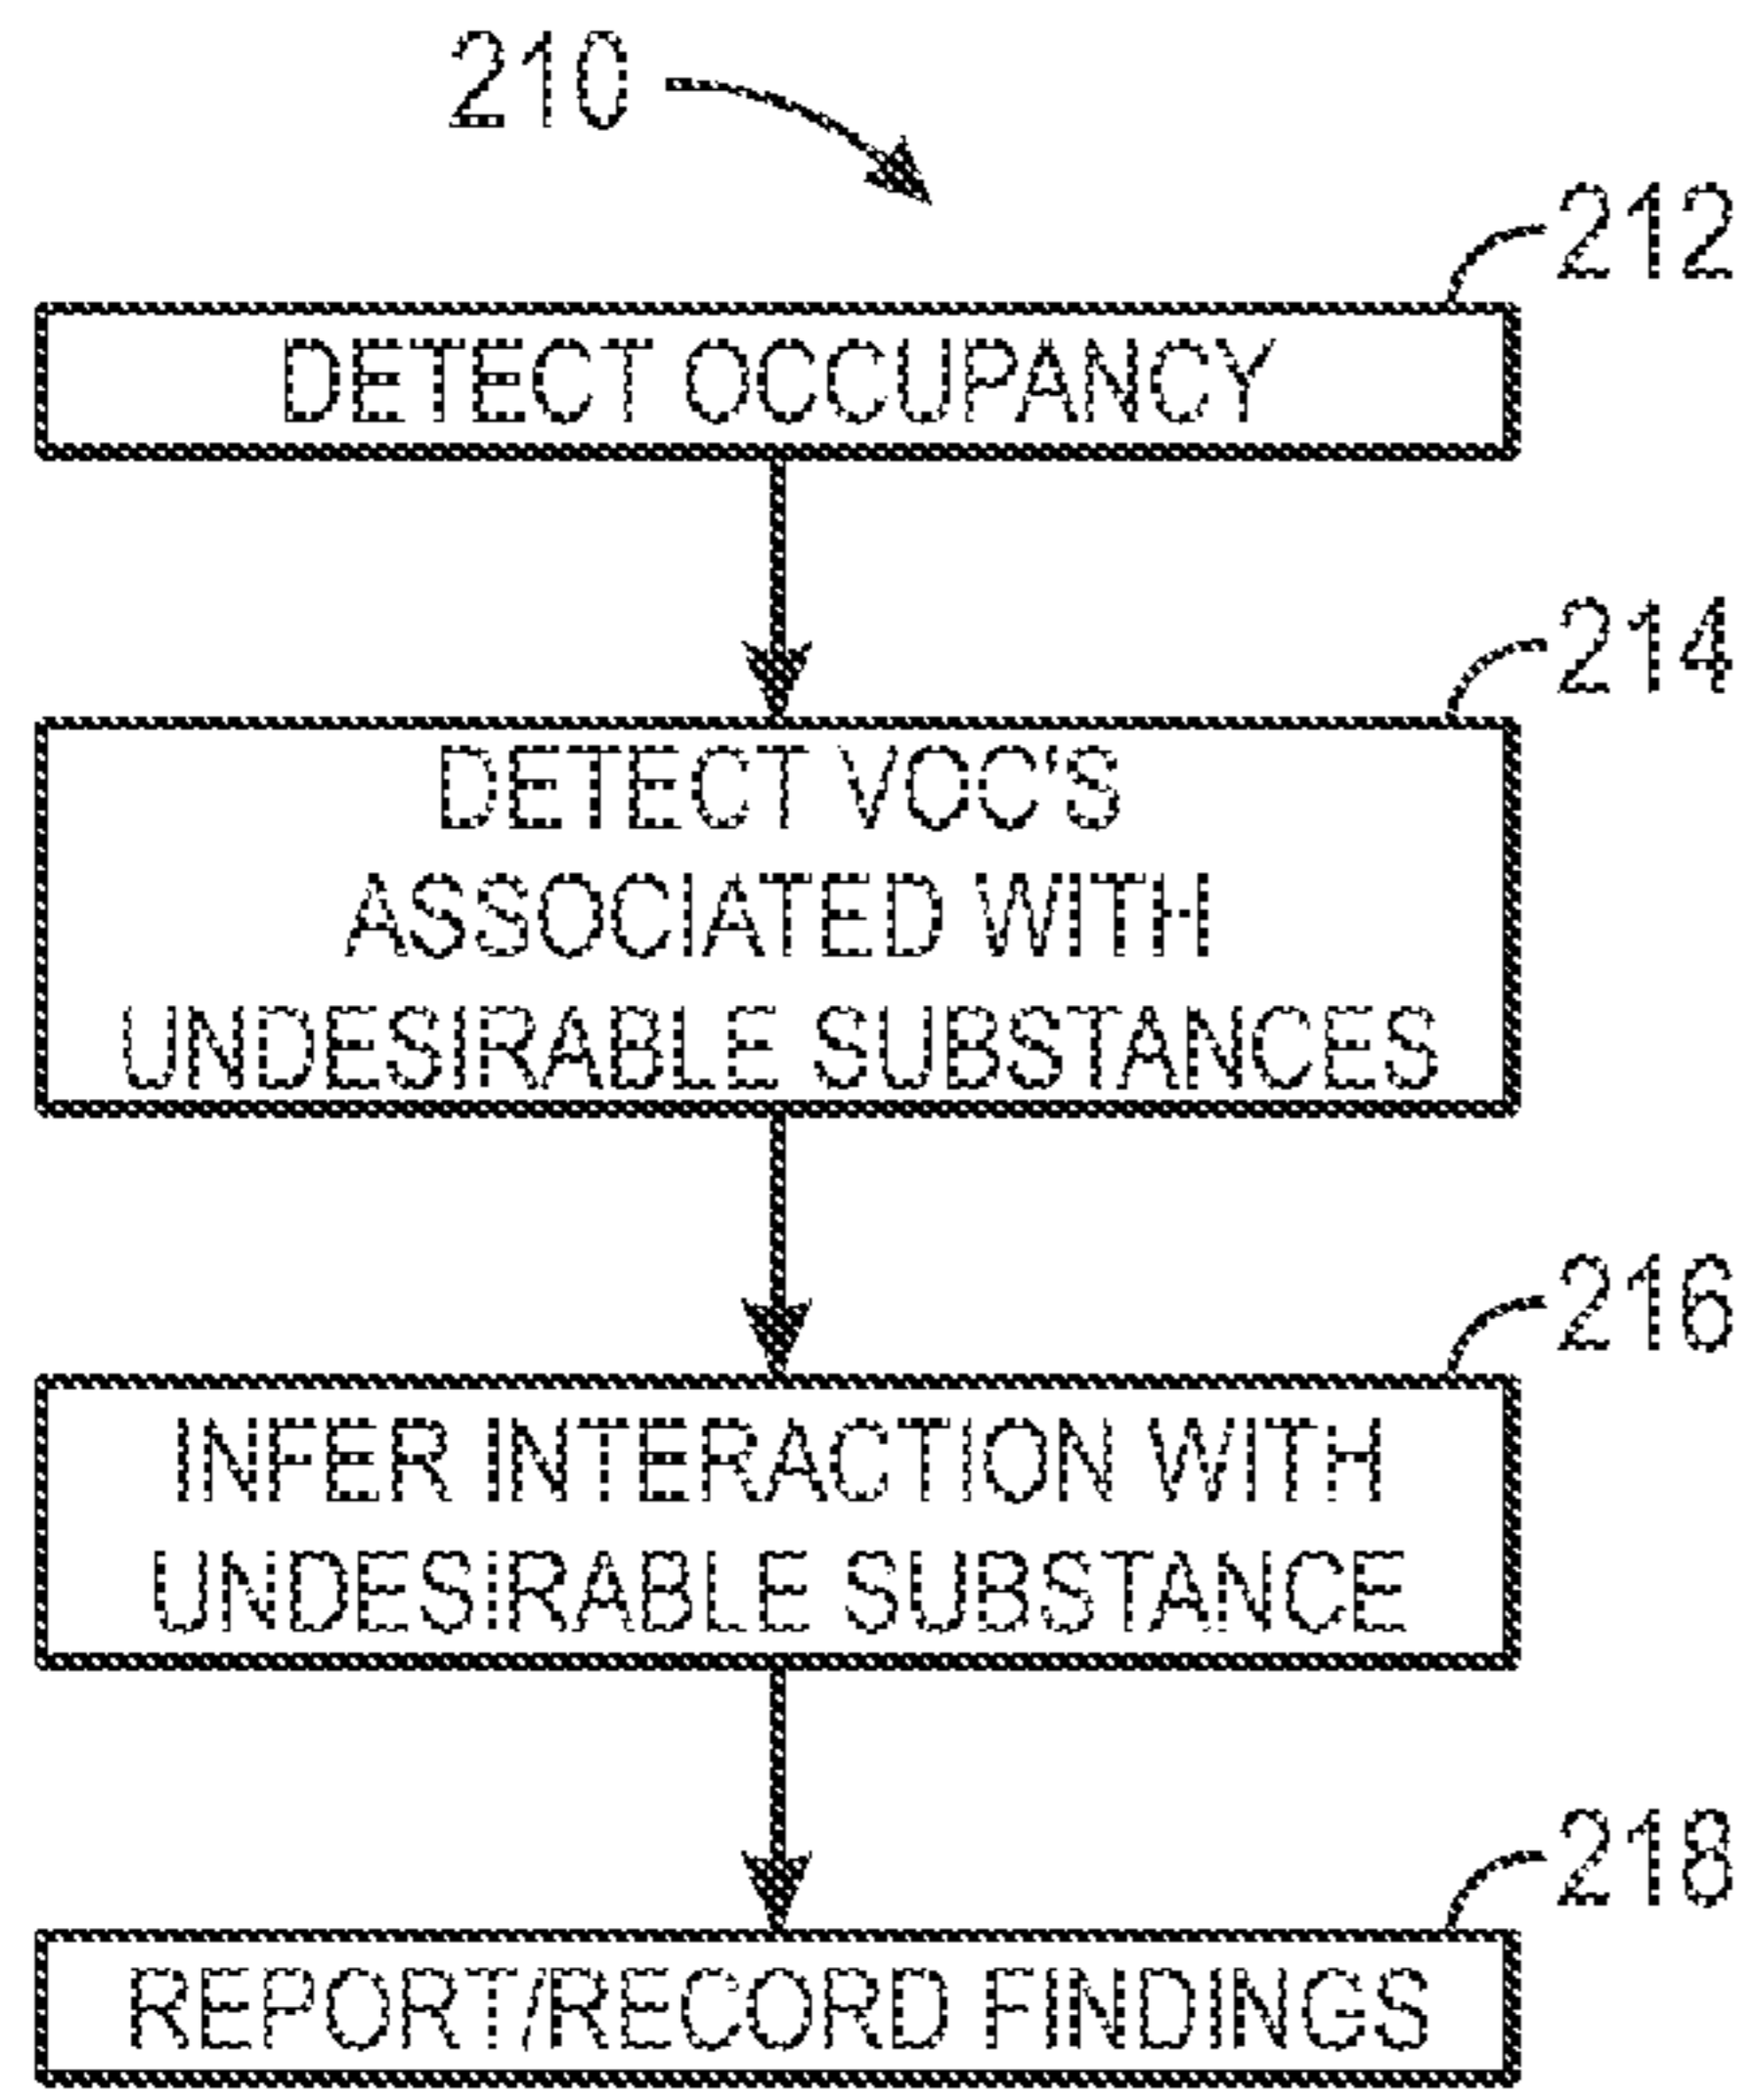 210
212
DETECT OCCUPANCY
214
DETECT VOC'S
ASSOCIATED WITH
UNDESIRABLE SUBSTANCES
216
INFER INTERACTION WITH
UNDESIRABLE SUBSTANCE
218
REPORT/RECORD FINDINGS